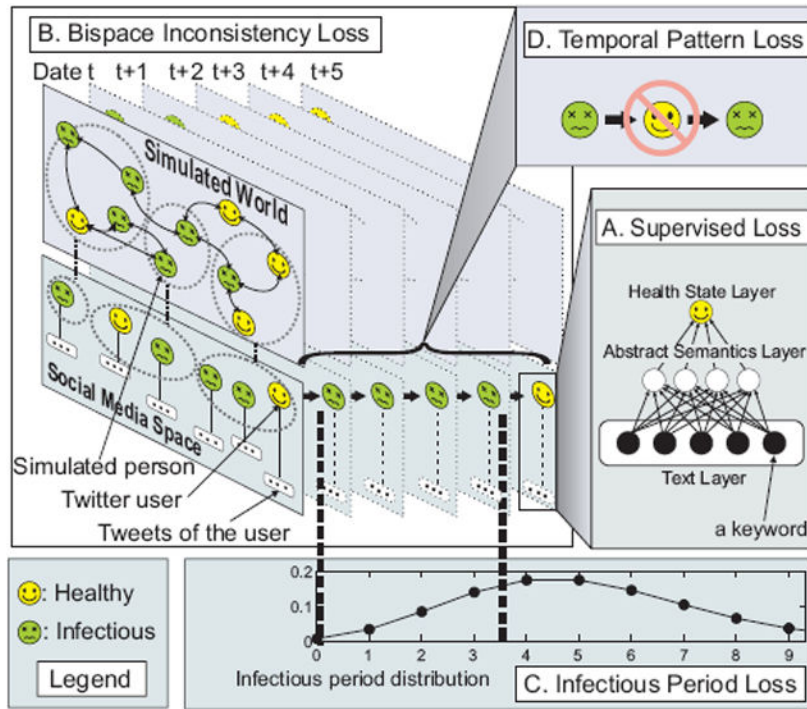 B. Bispace Inconsistency Loss
Date t t+1 t+2 t+3 t+4 t+5
Simulated World
Social Media Space
Simulated person
Twitter user
Tweets of the user
D. Temporal Pattern Loss
A. Supervised Loss
Health State Layer
Abstract Semantics Layer
Text Layer
a keyword
: Healthy
: Infectious
Legend
0.2
0.1
0
0 1 2 3 4 5 6 7 8 9
Infectious period distribution
C. Infectious Period Loss